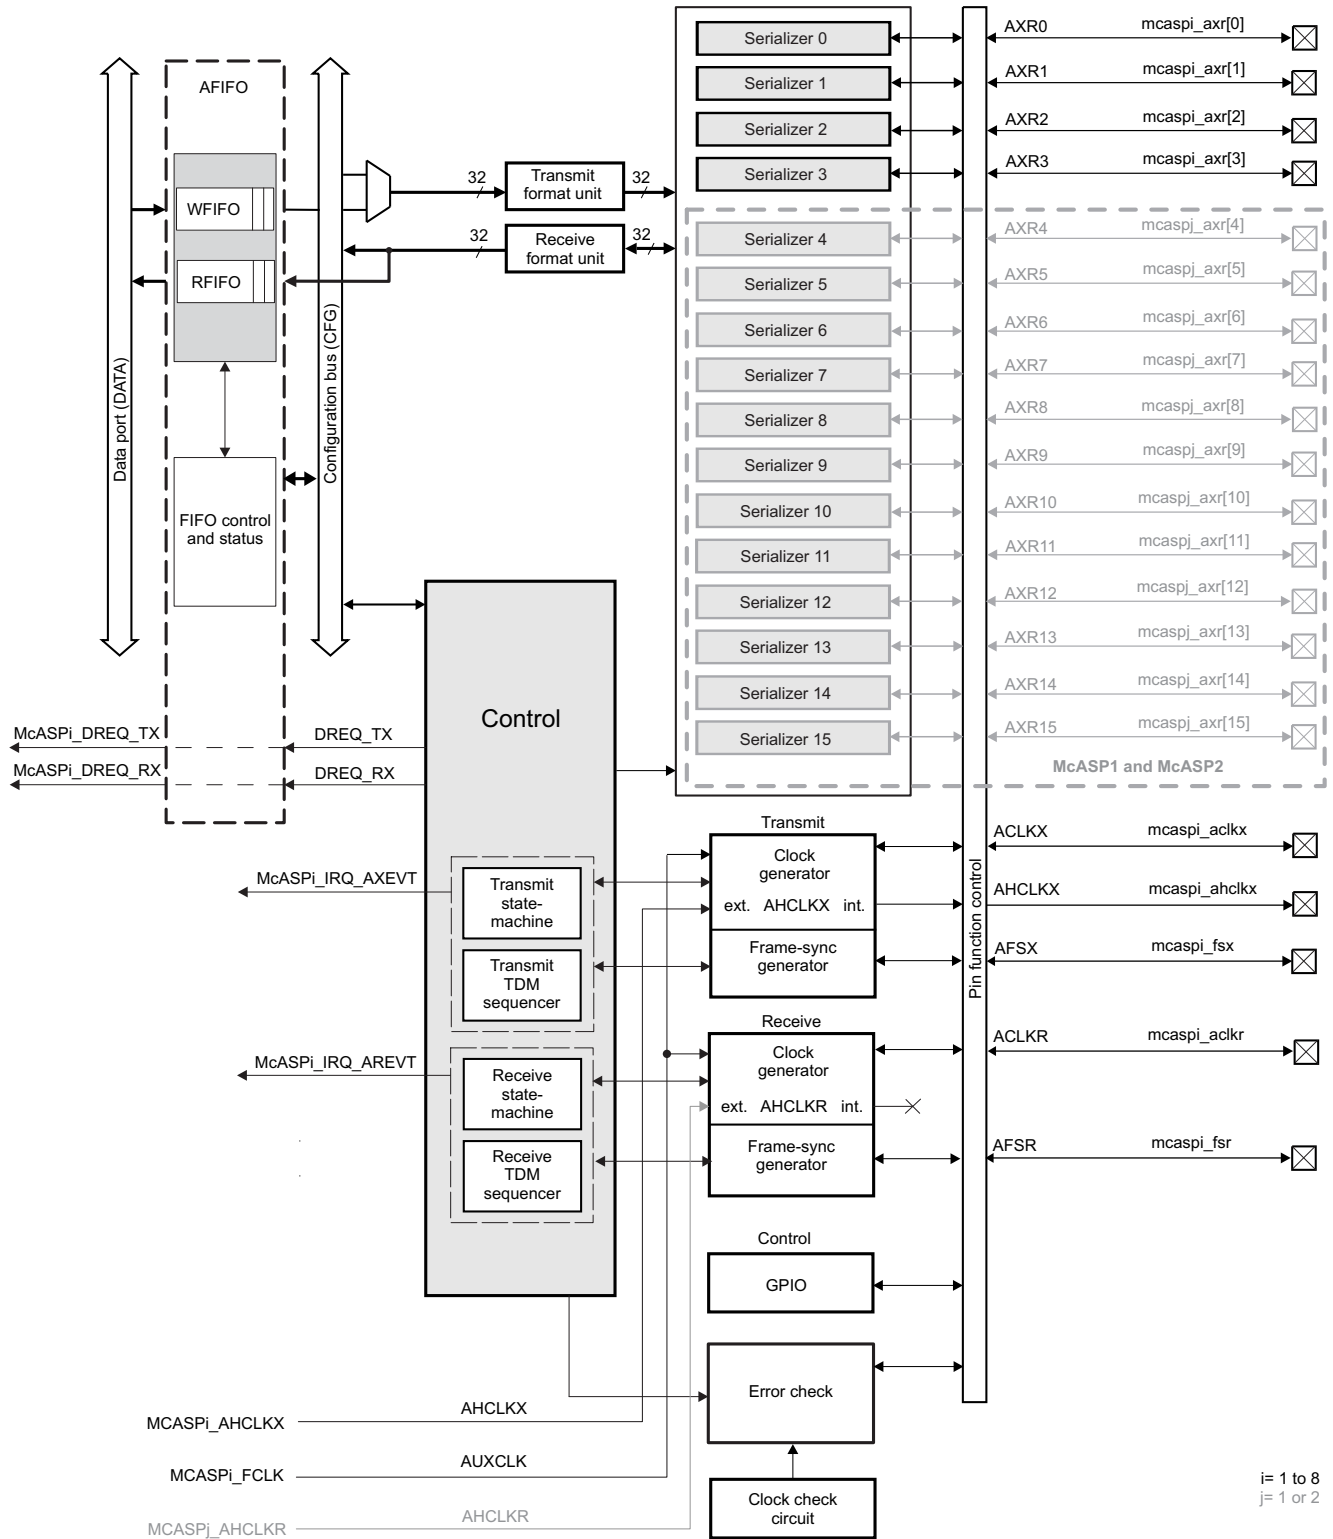 Serializer 0
AXR0
mcaspi_axr[0]
Serializer 1
AXR1
mcaspi_axr[1]
Serializer 2
AXR2
mcaspi_axr[2]
Serializer 3
AXR3
mcaspi_axr[3]
Serializer 4
AXR4
mcaspj_axr[4]
Serializer 5
AXR5
mcaspj_axr[5]
Serializer 6
AXR6
mcaspj_axr[6]
Serializer 7
AXR7
mcaspj_axr[7]
Serializer 8
AXR8
mcaspj_axr[8]
Serializer 9
AXR9
mcaspj_axr[9]
Serializer 10
AXR10
mcaspj_axr[10]
Serializer 11
AXR11
mcaspj_axr[11]
Serializer 12
AXR12
mcaspj_axr[12]
Serializer 13
AXR13
mcaspj_axr[13]
Serializer 14
AXR14
mcaspj_axr[14]
Serializer 15
AXR15
mcaspj_axr[15]
McASP1 and McASP2
AFIFO
WFIFO
RFIFO
Data port (DATA)
Configuration bus (CFG)
FIFO control
and status
32
Transmit
format unit
32
32
Receive
format unit
32
Control
McASPi_DREQ_TX
DREQ_TX
McASPi_DREQ_RX
DREQ_RX
McASPi_IRQ_AXEVT
Transmit
state-
machine
Transmit
TDM
sequencer
McASPi_IRQ_AREVT
Receive
state-
machine
Receive
TDM
sequencer
Transmit
Clock
generator
ext. AHCLKX int.
Frame-sync
generator
Receive
Clock
generator
ext. AHCLKR int.
Frame-sync
generator
Control
GPIO
Error check
Clock check
circuit
Pin function control
ACLKX
mcaspi_aclkx
AHCLKX
mcaspi_ahclkx
AFSX
mcaspi_fsx
ACLKR
mcaspi_aclkr
AFSR
mcaspi_fsr
MCASPi_AHCLKX
AHCLKX
MCASPi_FCLK
AUXCLK
MCASPj_AHCLKR
AHCLKR
i= 1 to 8
j= 1 or 2